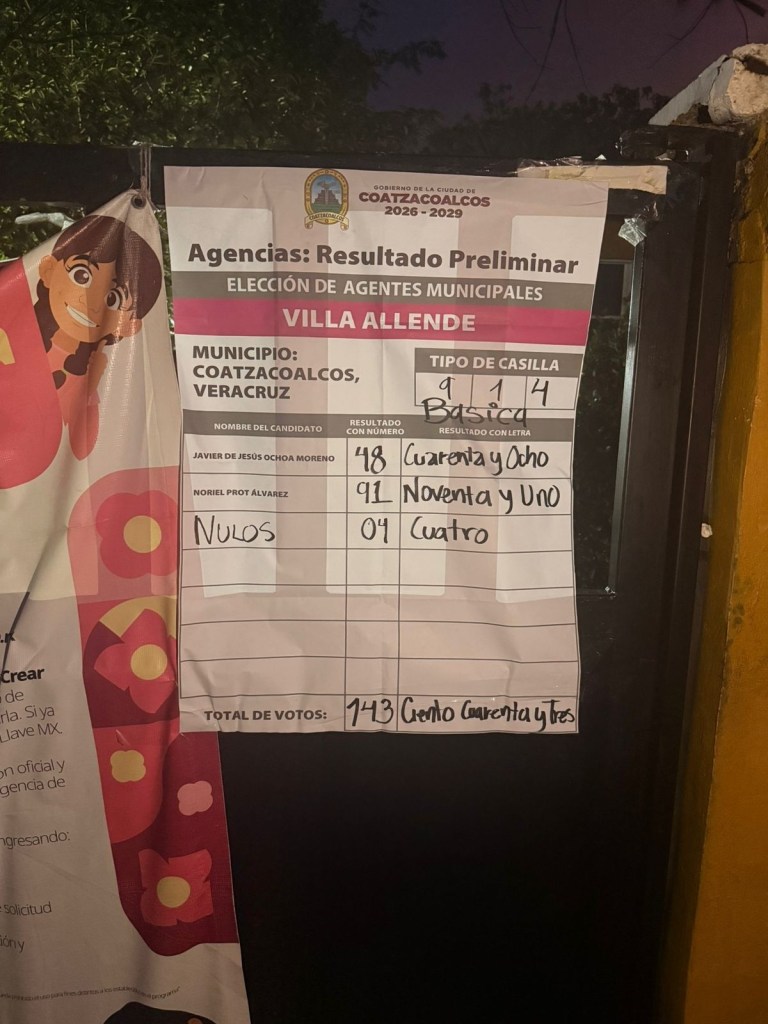 GOBIERNO DE LA CIUDAD DE
COATZACOALCOS
2026 - 2029
COATZACOALCOS
Agencias: Resultado Preliminar
ELECCIÓN DE AGENTES MUNICIPALES
VILLA ALLENDE
MUNICIPIO:
COATZACOALCOS,
VERACRUZ
TIPO DE CASILLA
9 1 4
Básica
NOMBRE DEL CANDIDATO RESULTADO CON NÚMERO RESULTADO CON LETRA
JAVIER DE JESÚS OCHOA MORENO 48 Cuarenta y Ocho
NORIEL PROT ÁLVAREZ 91 Noventa y Uno
NULOS 04 Cuatro
TOTAL DE VOTOS: 143 Ciento Cuarenta y Tres
Crear
de
rla. Si ya
Llave MX.
on oficial y
gencia de
ngresando:
solicitud
ión y